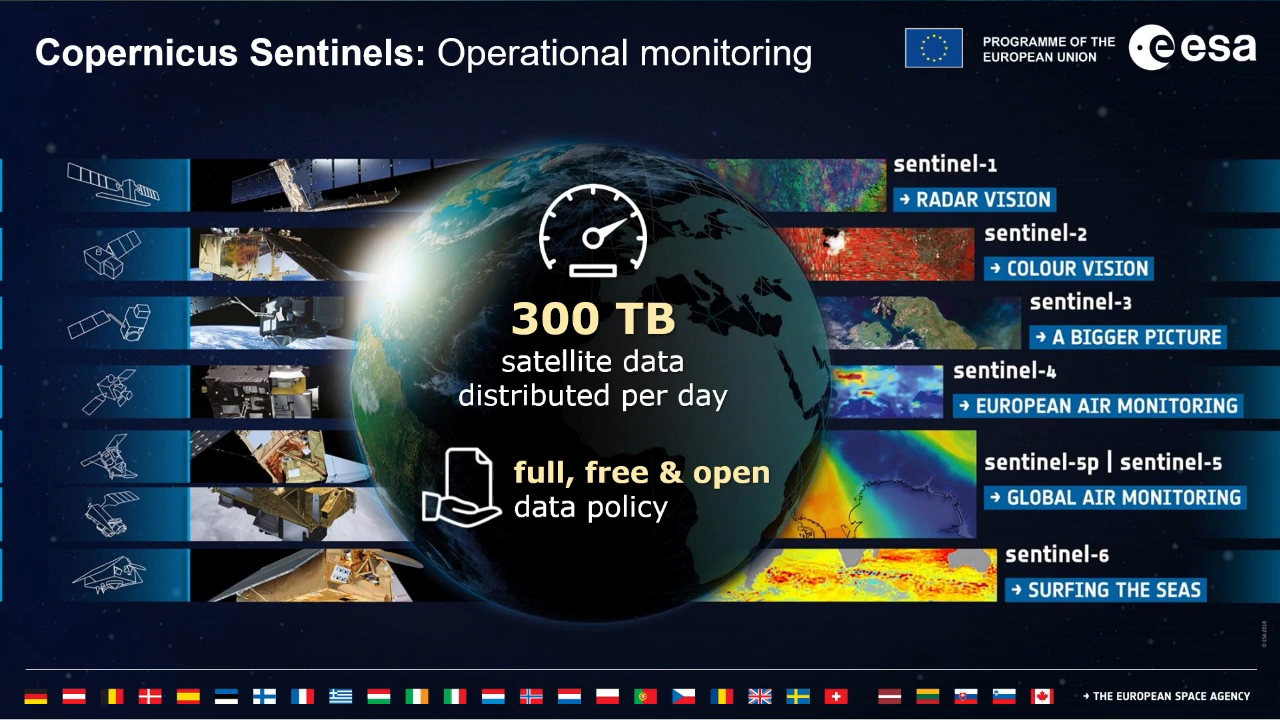 Copernicus Sentinels: Operational monitoring
PROGRAMME OF THE
EUROPEAN UNION
esa
sentinel-1
→ RADAR VISION
sentinel-2
→ COLOUR VISION
sentinel-3
→ A BIGGER PICTURE
sentinel-4
→ EUROPEAN AIR MONITORING
sentinel-5p | sentinel-5
→ GLOBAL AIR MONITORING
sentinel-6
→ SURFING THE SEAS
300 TB
satellite data
distributed per day
full, free & open
data policy
→ THE EUROPEAN SPACE AGENCY